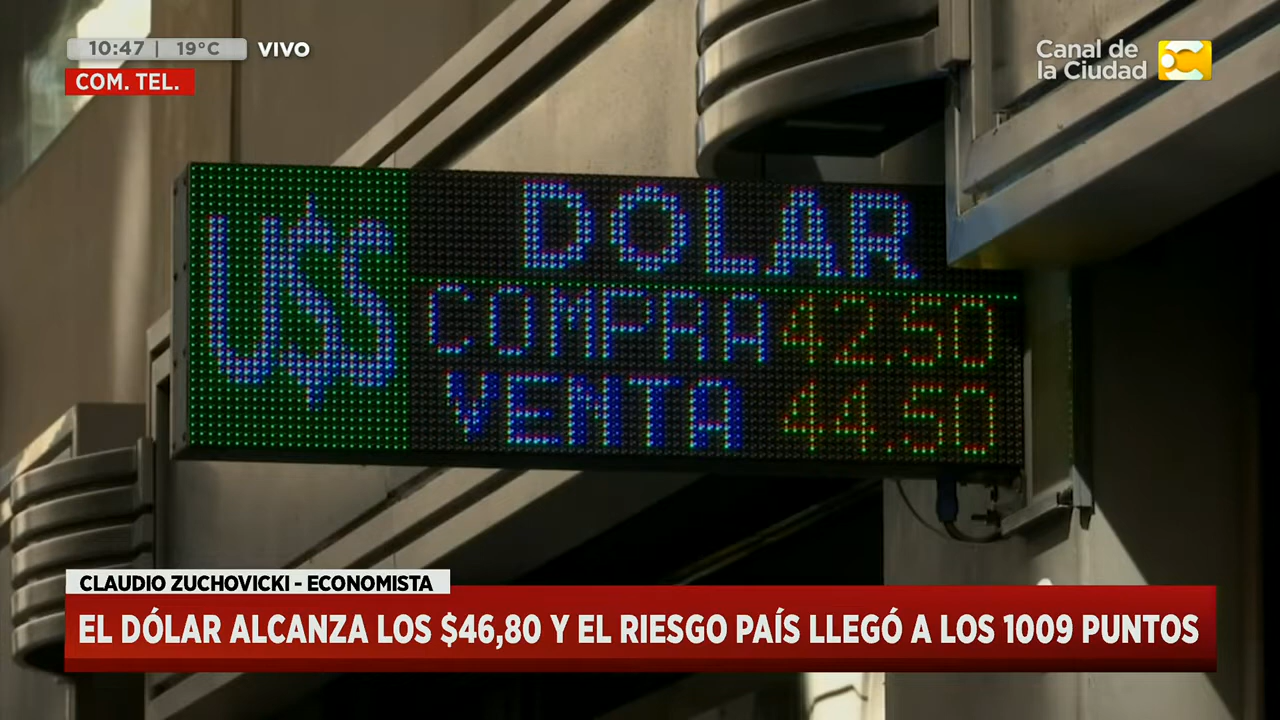 10:47 | 19°C VIVO
COM. TEL.
Canal de
la Ciudad
U$S
DOLAR
COMPRA 42.50
VENTA 44.50
CLAUDIO ZUCHOVICKI - ECONOMISTA
EL DÓLAR ALCANZA LOS $46,80 Y EL RIESGO PAÍS LLEGÓ A LOS 1009 PUNTOS